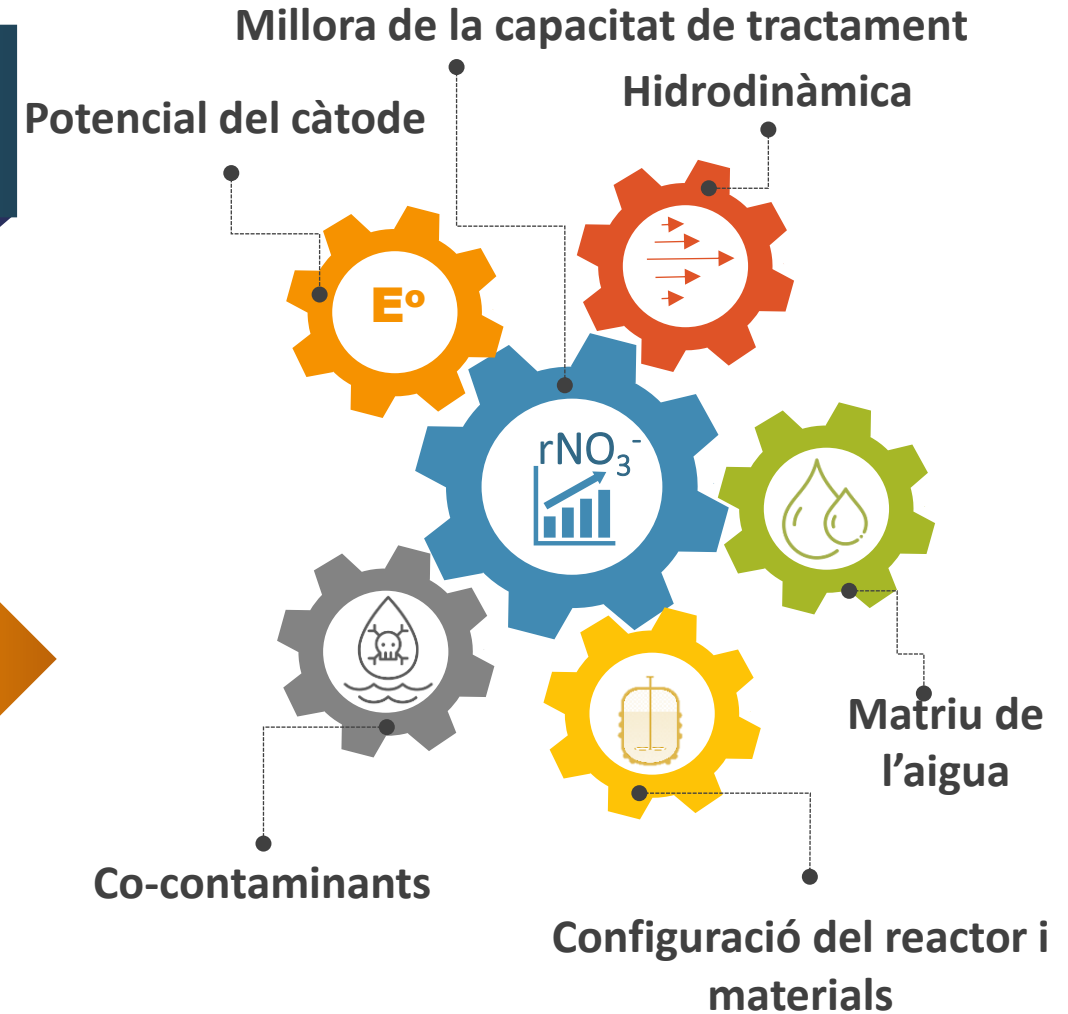 Millora de la capacitat de tractament
Hidrodinàmica
Potencial del càtode
Eº
rNO₃⁻
Matriu de
l’aigua
Co-contaminants
Configuració del reactor i
materials